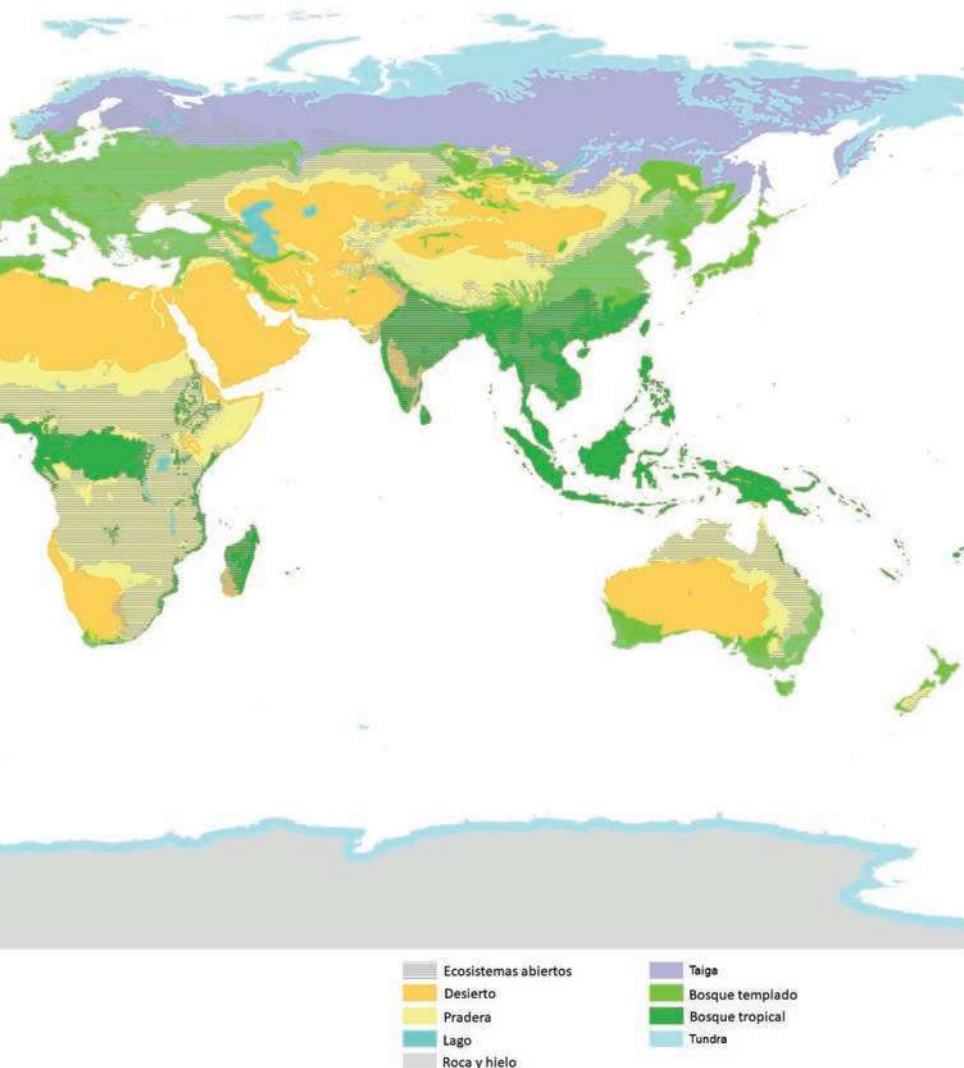 Ecosistemas abiertos
Desierto
Pradera
Lago
Roca y hielo
Taiga
Bosque templado
Bosque tropical
Tundra